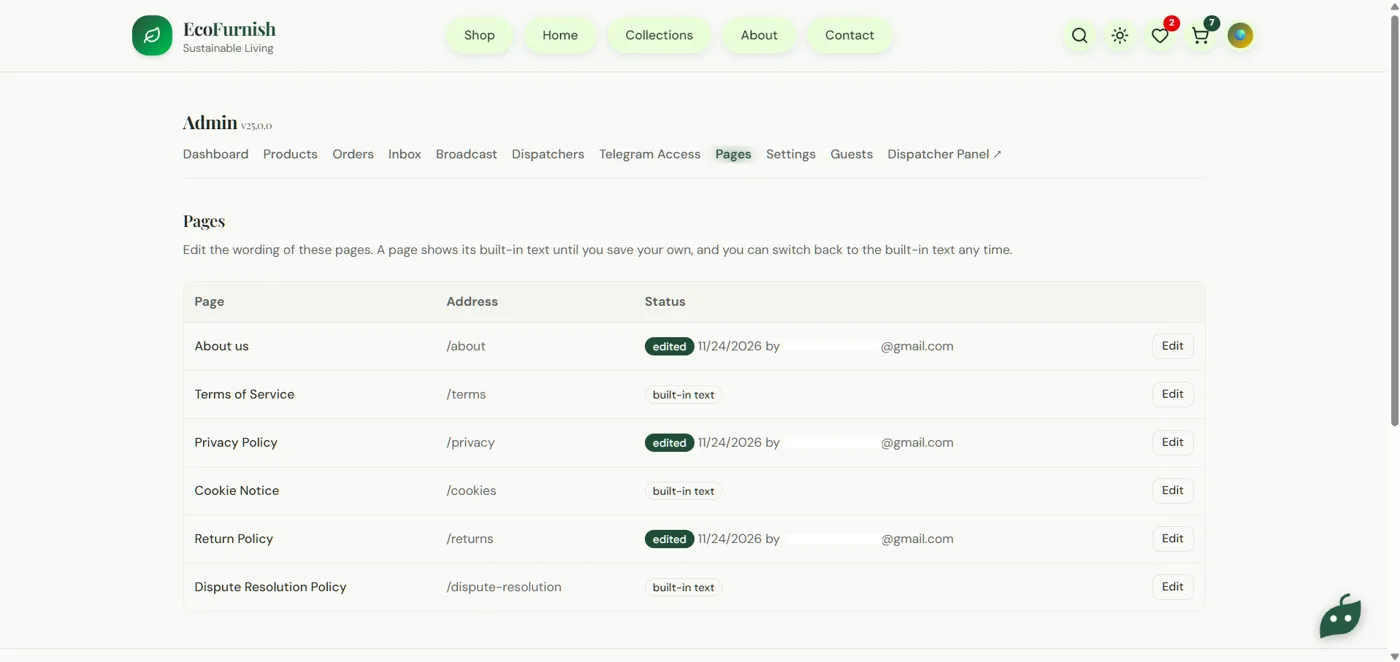 EcoFurnish
Sustainable Living
Shop Home Collections About Contact
2 7
Admin v25.0.0
Dashboard Products Orders Inbox Broadcast Dispatchers Telegram Access Pages Settings Guests Dispatcher Panel ↗
Pages
Edit the wording of these pages. A page shows its built-in text until you save your own, and you can switch back to the built-in text any time.
Page Address Status
About us /about edited 11/24/2026 by @gmail.com Edit
Terms of Service /terms built-in text Edit
Privacy Policy /privacy edited 11/24/2026 by @gmail.com Edit
Cookie Notice /cookies built-in text Edit
Return Policy /returns edited 11/24/2026 by @gmail.com Edit
Dispute Resolution Policy /dispute-resolution built-in text Edit